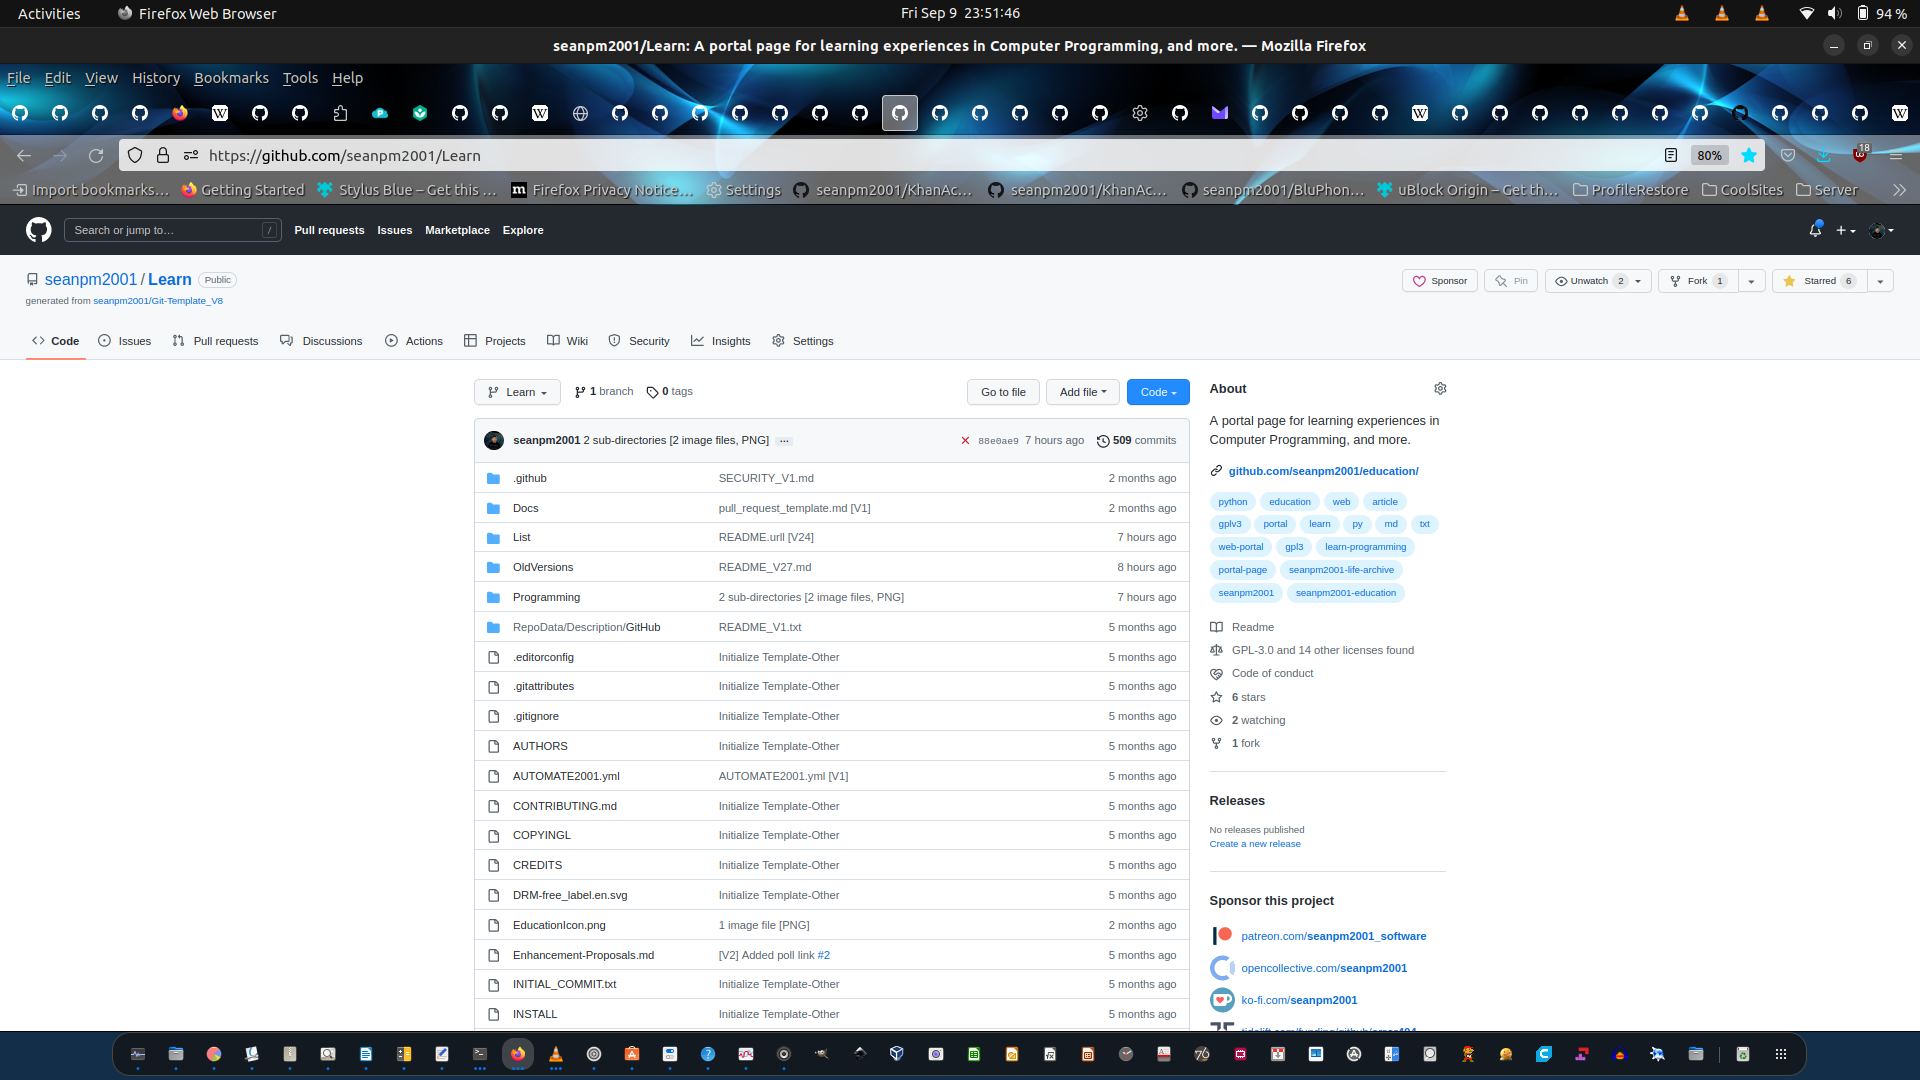 Activities Firefox Web Browser Fri Sep 9 23:51:46 94 %
seanpm2001/Learn: A portal page for learning experiences in Computer Programming, and more. — Mozilla Firefox
File Edit View History Bookmarks Tools Help
https://github.com/seanpm2001/Learn 80% 18
Import bookmarks… Getting Started Stylus Blue – Get this … Firefox Privacy Notice… Settings seanpm2001/KhanAc… seanpm2001/KhanAc… seanpm2001/BluPhon… uBlock Origin – Get th… ProfileRestore CoolSites Server
Search or jump to… / Pull requests Issues Marketplace Explore
seanpm2001 / Learn Public Sponsor Pin Unwatch 2 Fork 1 Starred 6
generated from seanpm2001/Git-Template_V8
Code Issues Pull requests Discussions Actions Projects Wiki Security Insights Settings
Learn 1 branch 0 tags Go to file Add file Code
seanpm2001 2 sub-directories [2 image files, PNG] … 88e0ae9 7 hours ago 509 commits
.github SECURITY_V1.md 2 months ago
Docs pull_request_template.md [V1] 2 months ago
List README.urll [V24] 7 hours ago
OldVersions README_V27.md 8 hours ago
Programming 2 sub-directories [2 image files, PNG] 7 hours ago
RepoData/Description/GitHub README_V1.txt 5 months ago
.editorconfig Initialize Template-Other 5 months ago
.gitattributes Initialize Template-Other 5 months ago
.gitignore Initialize Template-Other 5 months ago
AUTHORS Initialize Template-Other 5 months ago
AUTOMATE2001.yml AUTOMATE2001.yml [V1] 5 months ago
CONTRIBUTING.md Initialize Template-Other 5 months ago
COPYINGL Initialize Template-Other 5 months ago
CREDITS Initialize Template-Other 5 months ago
DRM-free_label.en.svg Initialize Template-Other 5 months ago
EducationIcon.png 1 image file [PNG] 2 months ago
Enhancement-Proposals.md [V2] Added poll link #2 5 months ago
INITIAL_COMMIT.txt Initialize Template-Other 5 months ago
INSTALL Initialize Template-Other 5 months ago
About
A portal page for learning experiences in
Computer Programming, and more.
github.com/seanpm2001/education/
python education web article
gplv3 portal learn py md txt
web-portal gpl3 learn-programming
portal-page seanpm2001-life-archive
seanpm2001 seanpm2001-education
Readme
GPL-3.0 and 14 other licenses found
Code of conduct
6 stars
2 watching
1 fork
Releases
No releases published
Create a new release
Sponsor this project
patreon.com/seanpm2001_software
opencollective.com/seanpm2001
ko-fi.com/seanpm2001
tidelift.com/funding/github/error404